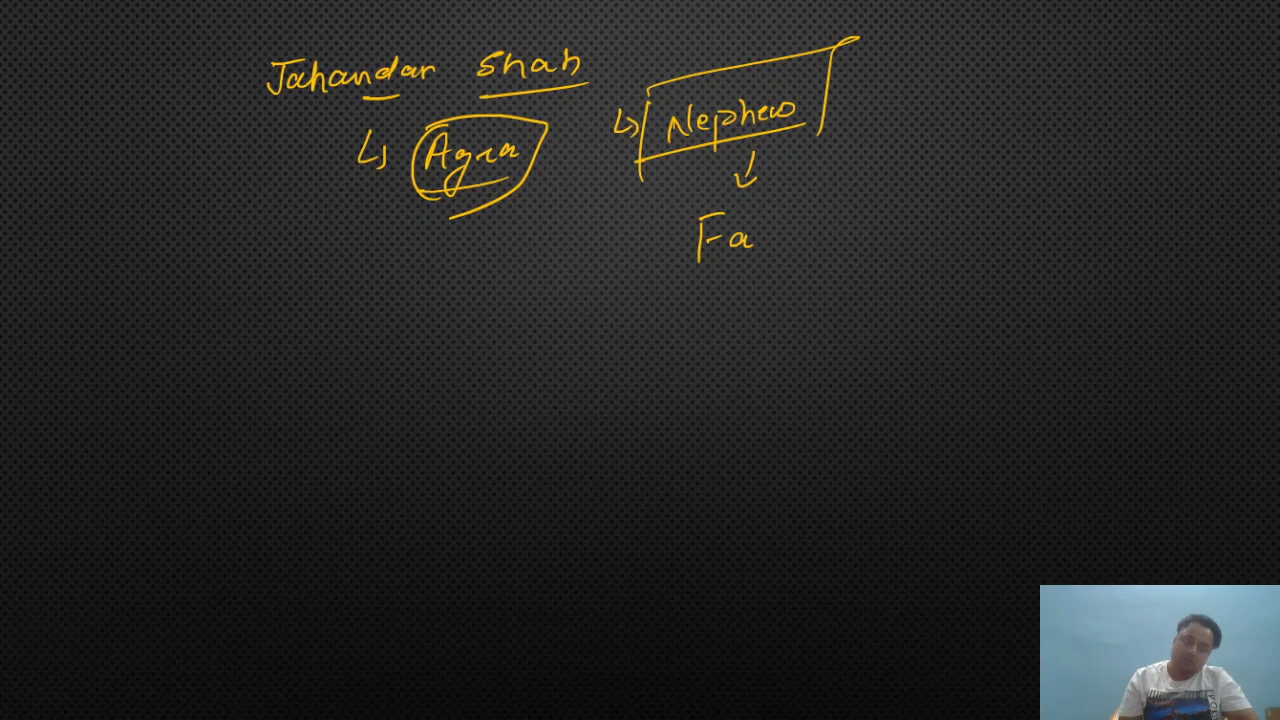 Jahandar Shah
↳ Agra
↳ Nephew
↓
Fa